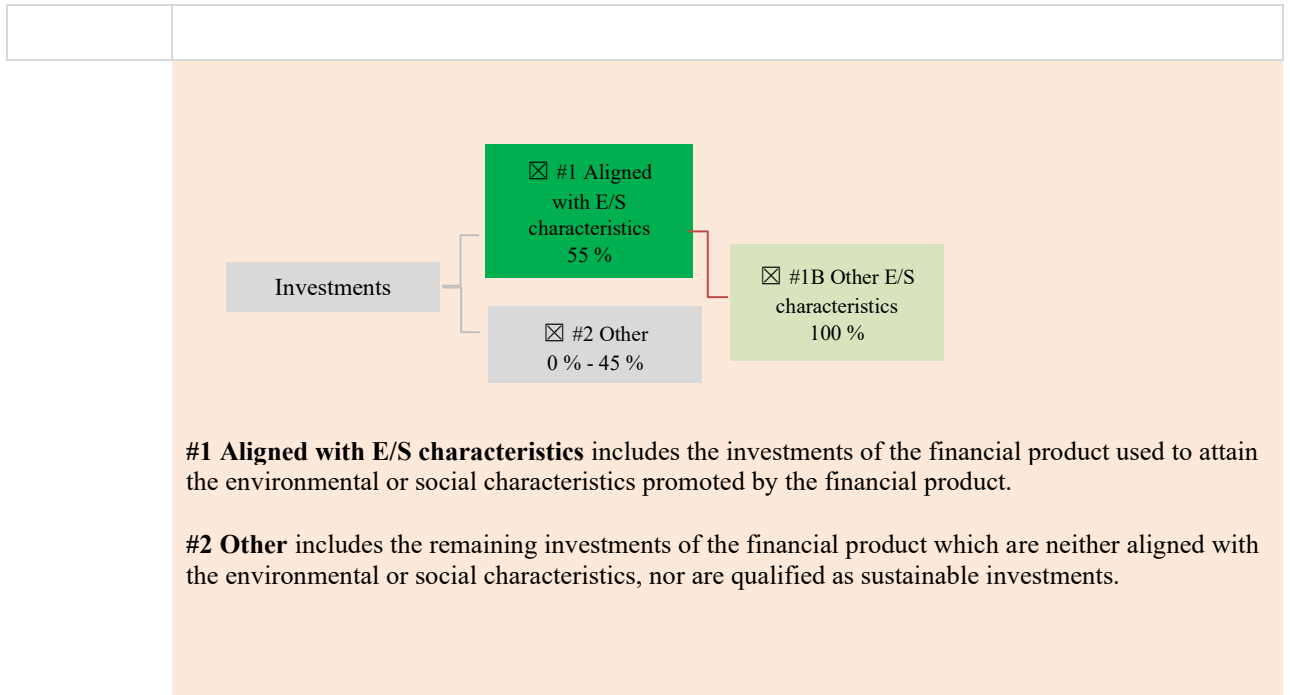 ☒ #1 Aligned
with E/S
characteristics
55 %
Investments
☒ #1B Other E/S
characteristics
100 %
☒ #2 Other
0 % - 45 %
#1 Aligned with E/S characteristics includes the investments of the financial product used to attain
the environmental or social characteristics promoted by the financial product.
#2 Other includes the remaining investments of the financial product which are neither aligned with
the environmental or social characteristics, nor are qualified as sustainable investments.